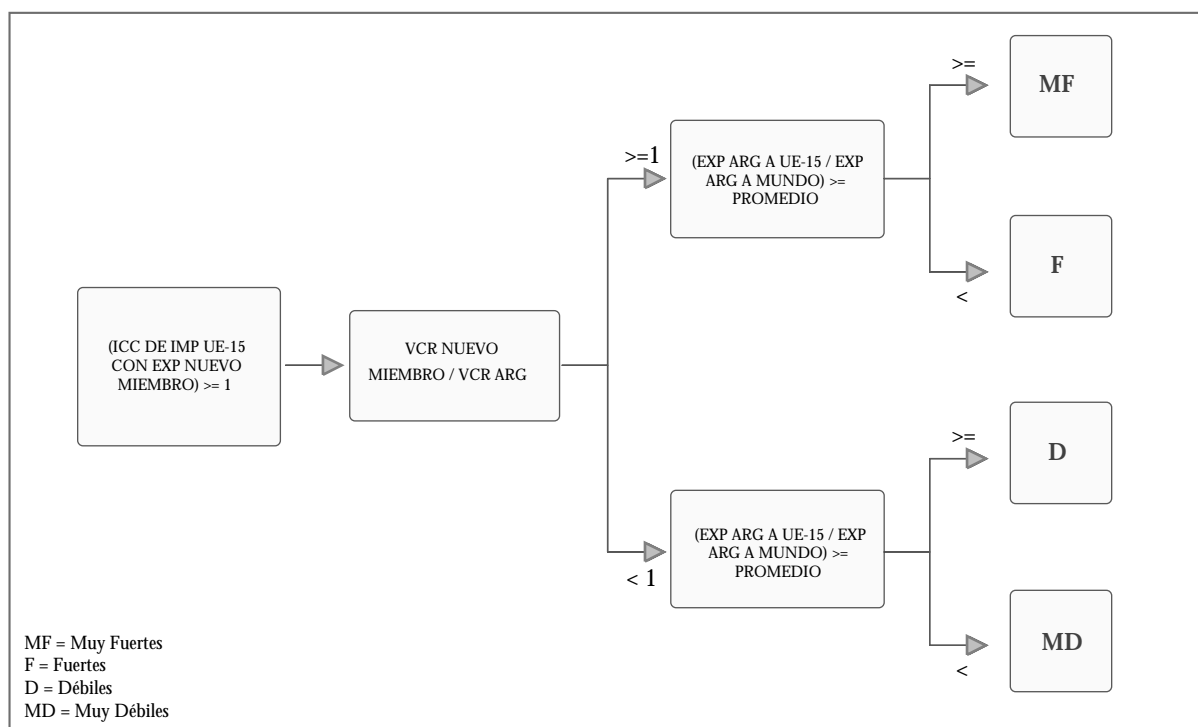 (ICC DE IMP UE-15
CON EXP NUEVO
MIEMBRO) >= 1
VCR NUEVO
MIEMBRO / VCR ARG
>=1
(EXP ARG A UE-15 / EXP
ARG A MUNDO) >=
PROMEDIO
>=
MF
<
F
< 1
(EXP ARG A UE-15 / EXP
ARG A MUNDO) >=
PROMEDIO
>=
D
<
MD
MF = Muy Fuertes
F = Fuertes
D = Débiles
MD = Muy Débiles